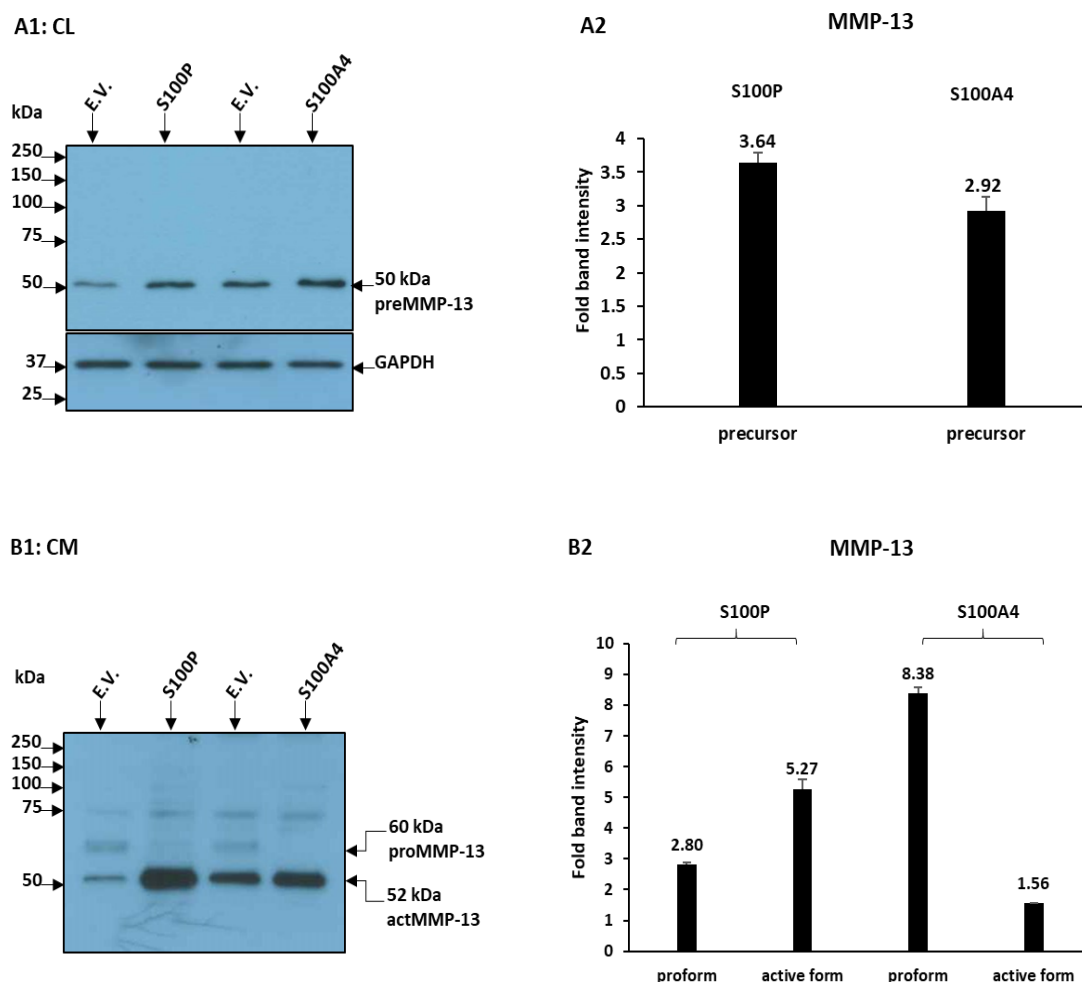 A1: CL
E.V.
S100P
E.V.
S100A4
kDa
250
150
100
75
50
37
25
50 kDa
preMMP-13
GAPDH
A2
MMP-13
S100P
S100A4
Fold band intensity
4
3.5
3
2.5
2
1.5
1
0.5
0
3.64
2.92
precursor
precursor
B1: CM
E.V.
S100P
E.V.
S100A4
kDa
250
150
100
75
50
60 kDa
proMMP-13
52 kDa
actMMP-13
B2
MMP-13
S100P
S100A4
Fold band intensity
10
9
8
7
6
5
4
3
2
1
0
2.80
5.27
8.38
1.56
proform
active form
proform
active form